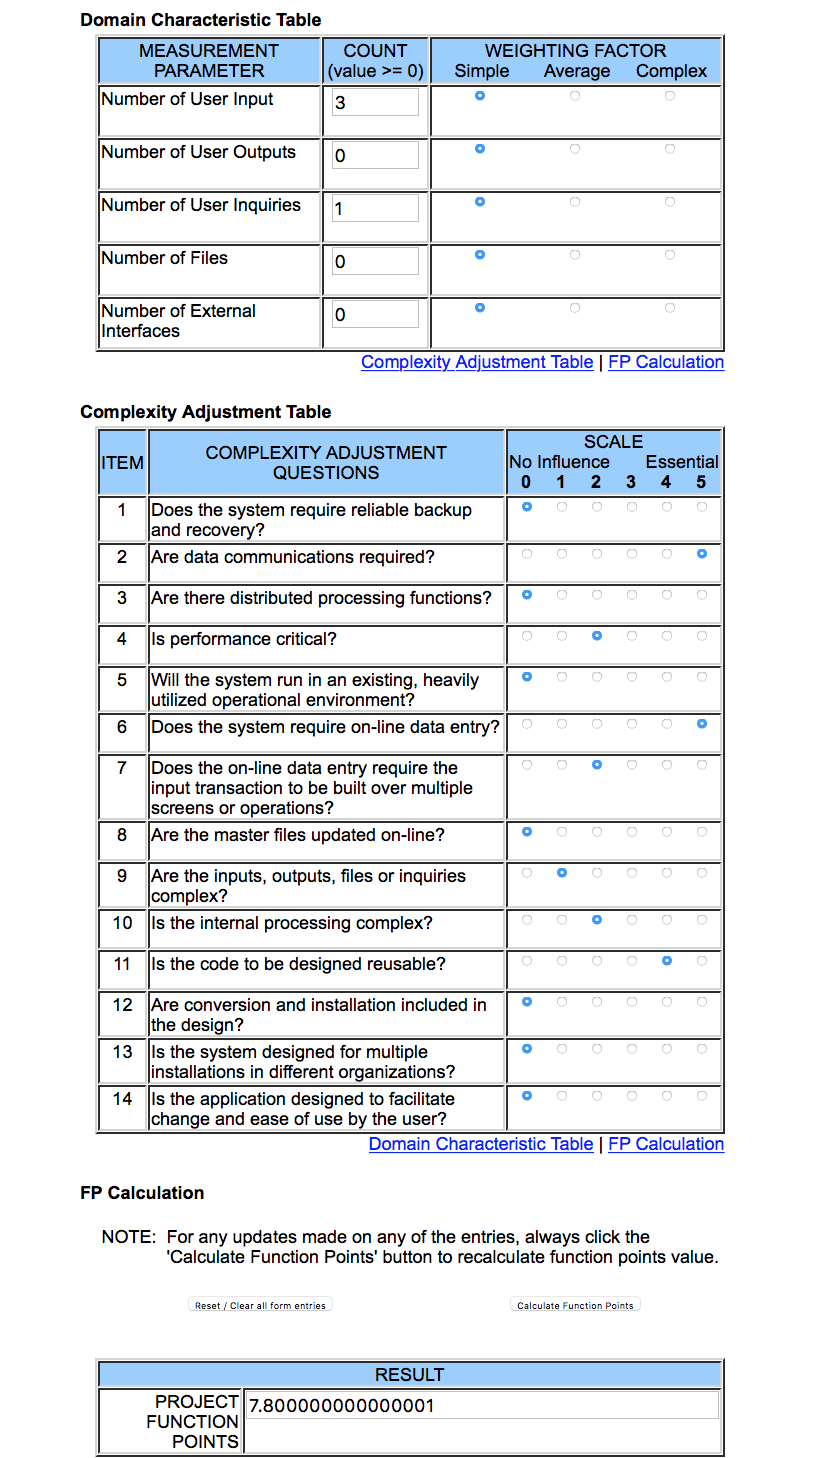 Domain Characteristic Table
MEASUREMENT
PARAMETER
COUNT
(value >= 0)
WEIGHTING FACTOR
Simple Average Complex
Number of User Input
3
Number of User Outputs
0
Number of User Inquiries
1
Number of Files
0
Number of External
Interfaces
0
Complexity Adjustment Table | FP Calculation
Complexity Adjustment Table
ITEM
COMPLEXITY ADJUSTMENT
QUESTIONS
SCALE
No Influence Essential
0 1 2 3 4 5
1
Does the system require reliable backup
and recovery?
2
Are data communications required?
3
Are there distributed processing functions?
4
Is performance critical?
5
Will the system run in an existing, heavily
utilized operational environment?
6
Does the system require on-line data entry?
7
Does the on-line data entry require the
input transaction to be built over multiple
screens or operations?
8
Are the master files updated on-line?
9
Are the inputs, outputs, files or inquiries
complex?
10
Is the internal processing complex?
11
Is the code to be designed reusable?
12
Are conversion and installation included in
the design?
13
Is the system designed for multiple
installations in different organizations?
14
Is the application designed to facilitate
change and ease of use by the user?
Domain Characteristic Table | FP Calculation
FP Calculation
NOTE: For any updates made on any of the entries, always click the
'Calculate Function Points' button to recalculate function points value.
Reset / Clear all form entries
Calculate Function Points
RESULT
PROJECT
FUNCTION
POINTS
7.800000000000001